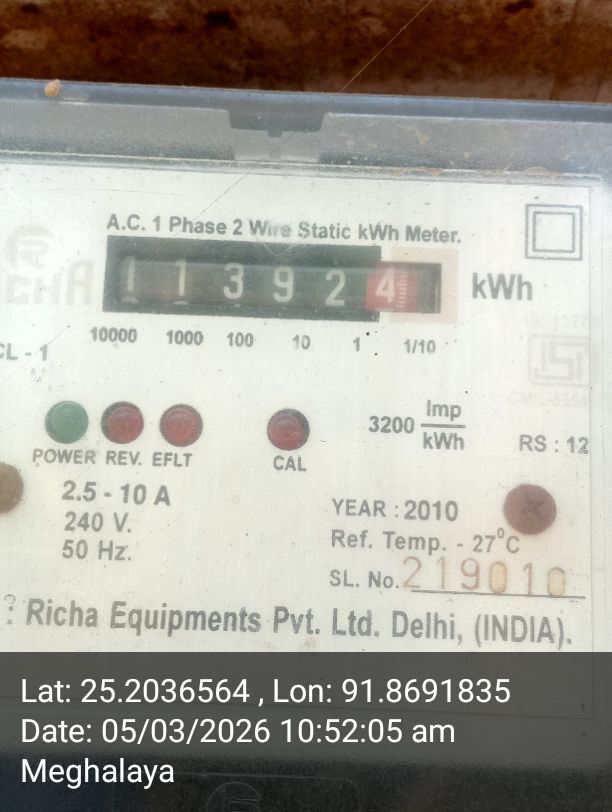 A.C. 1 Phase 2 Wire Static kWh Meter.
1 1 3 9 2 4 kWh
10000 1000 100 10 1 1/10
CL - 1
3200 Imp
kWh
RS : 12
POWER REV. EFLT CAL
2.5 - 10 A
240 V.
50 Hz.
YEAR : 2010
Ref. Temp. - 27°C
SL. No. 219010
: Richa Equipments Pvt. Ltd. Delhi, (INDIA).
Lat: 25.2036564 , Lon: 91.8691835
Date: 05/03/2026 10:52:05 am
Meghalaya